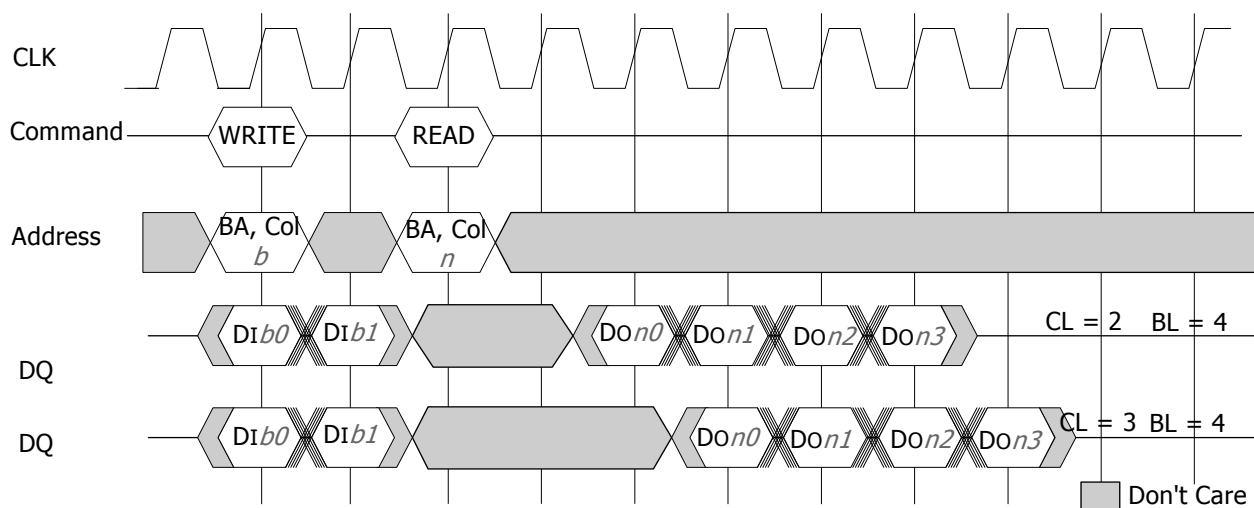 CLK
Command WRITE READ
Address BA, Col b BA, Col n
DQ DIb0 DIb1 DOn0 DOn1 DOn2 DOn3 CL = 2 BL = 4
DQ DIb0 DIb1 DOn0 DOn1 DOn2 DOn3 CL = 3 BL = 4
Don't Care